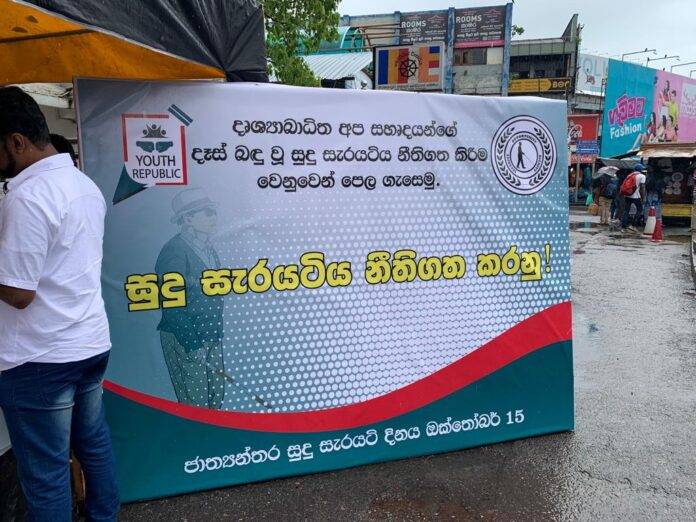 ROOMS
ROOMS
YOUTH
REPUBLIC
දෘශ්‍යාබාධිත අප සහෘදයන්ගේ
දෑස් බඳු වූ සුදු සැරයටිය නීතිගත කිරීම
වෙනුවෙන් පෙල ගැසෙමු.
සුදු සැරයටිය නීතිගත කරනු!
ජාත්‍යන්තර සුදු සැරයටි දිනය ඔක්තෝබර් 15
Fashion